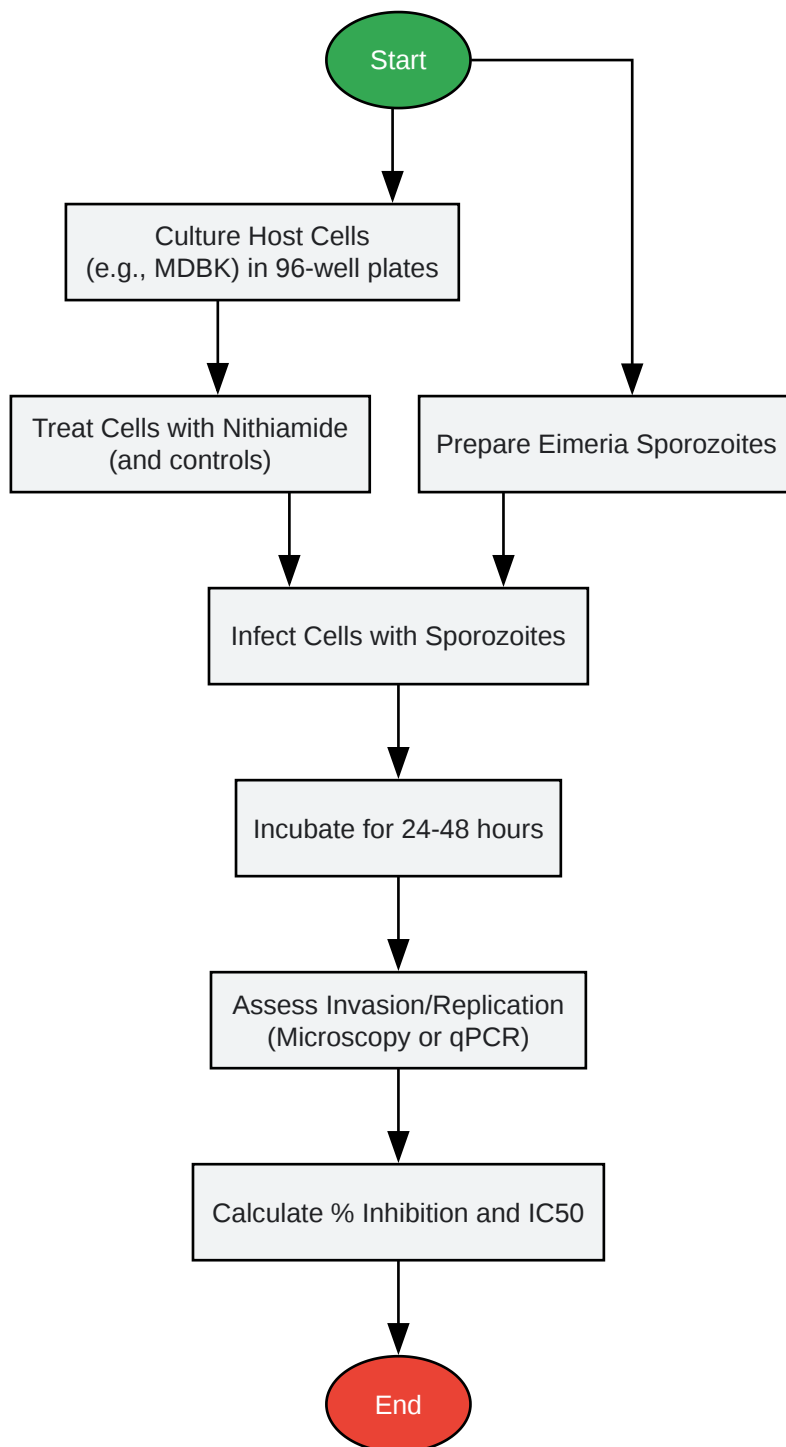 Start
Culture Host Cells
(e.g., MDBK) in 96-well plates
Treat Cells with Nithiamide
(and controls)
Prepare Eimeria Sporozoites
Infect Cells with Sporozoites
Incubate for 24-48 hours
Assess Invasion/Replication
(Microscopy or qPCR)
Calculate % Inhibition and IC50
End